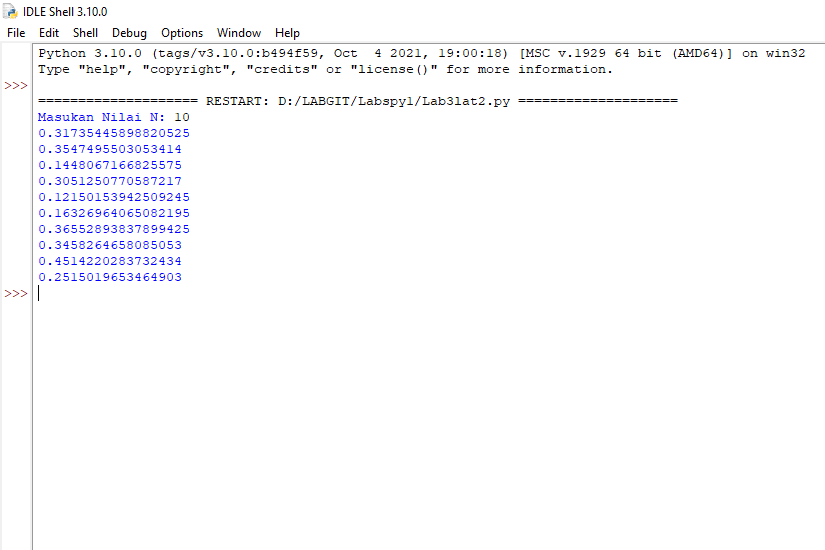 IDLE Shell 3.10.0
File Edit Shell Debug Options Window Help
Python 3.10.0 (tags/v3.10.0:b494f59, Oct  4 2021, 19:00:18) [MSC v.1929 64 bit (AMD64)] on win32
Type "help", "copyright", "credits" or "license()" for more information.
>>>
==================== RESTART: D:/LABGIT/Labspy1/Lab3lat2.py ====================
Masukan Nilai N: 10
0.31735445898820525
0.3547495503053414
0.1448067166825575
0.3051250770587217
0.12150153942509245
0.16326964065082195
0.36552893837899425
0.3458264658085053
0.4514220283732434
0.2515019653464903
>>>